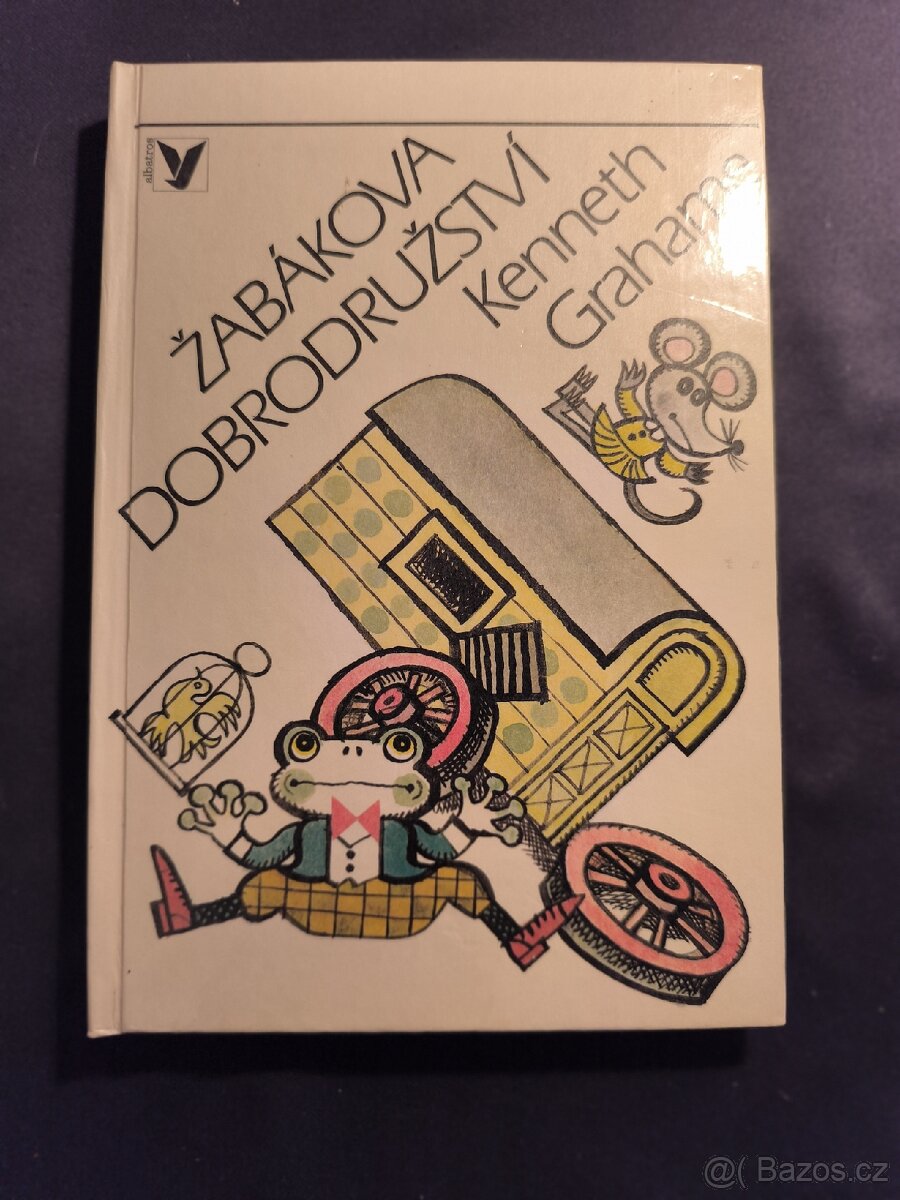 albatros
ŽABÁKOVA
DOBRODRUŽSTVÍ
Kenneth
Grahame
@( Bazos.cz